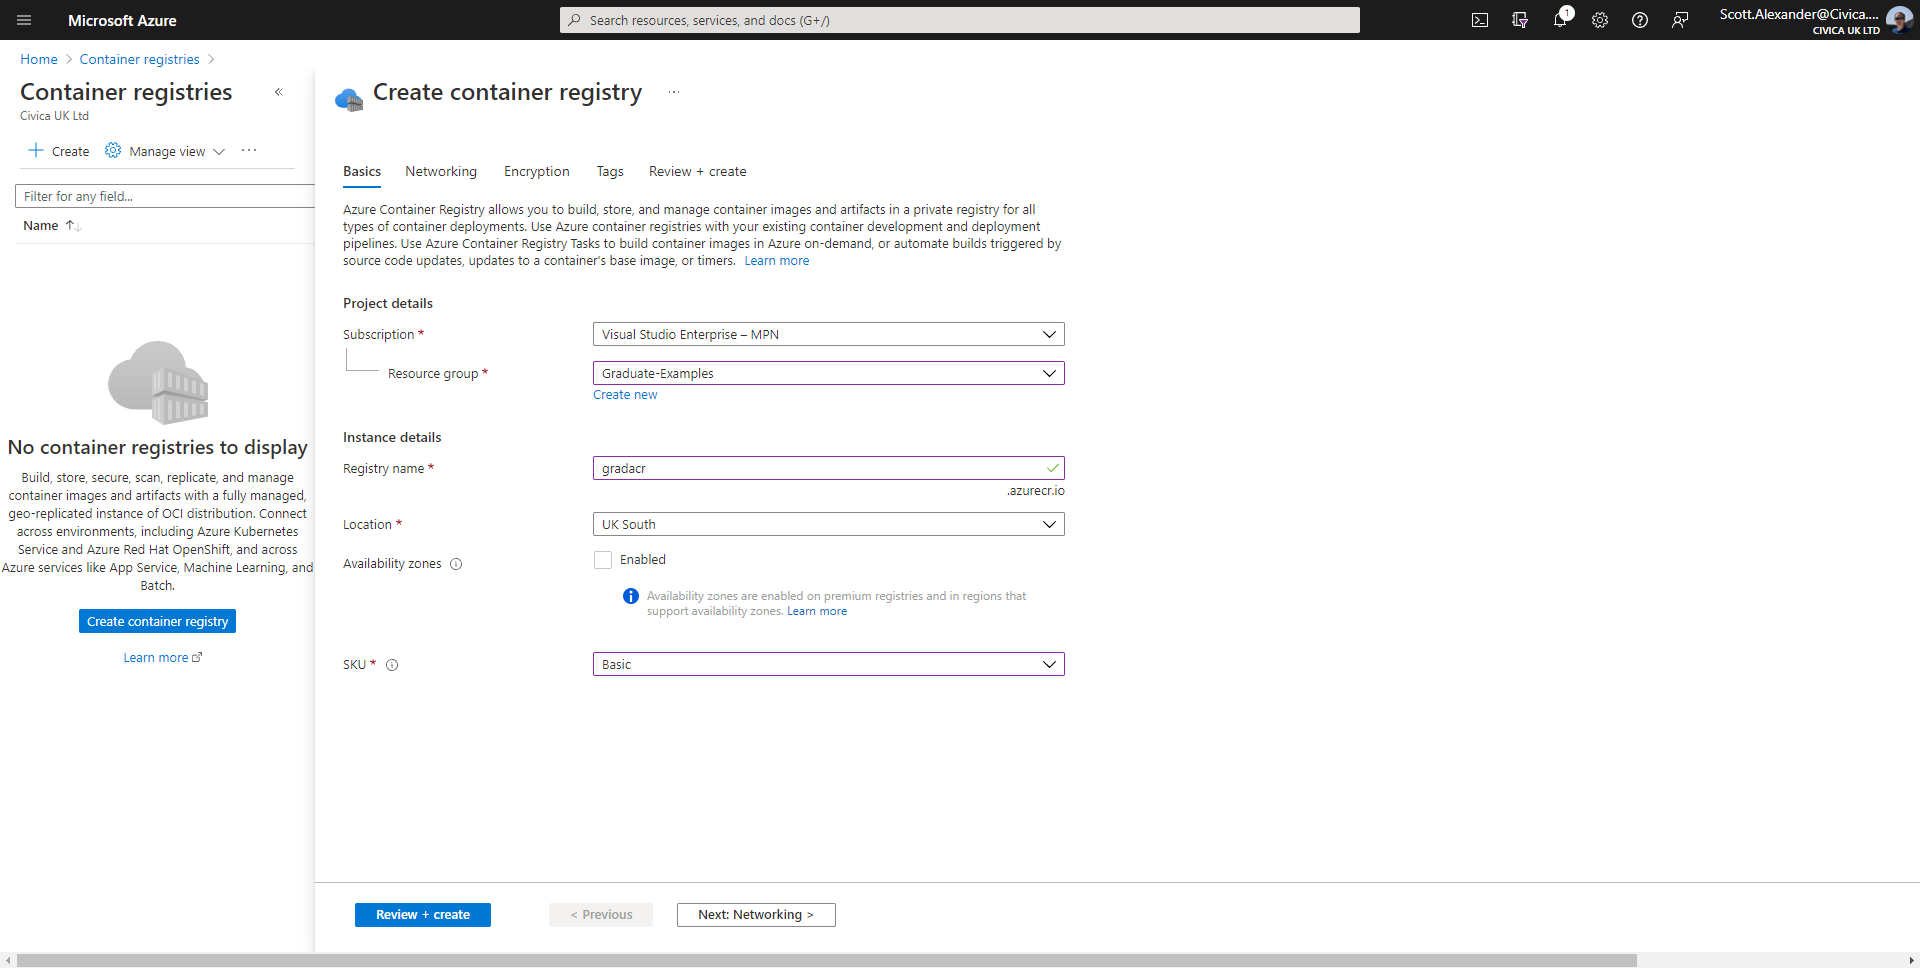 Microsoft Azure
Search resources, services, and docs (G+/)
1
Scott.Alexander@Civica....
CIVICA UK LTD
Home > Container registries >
Container registries
«
Civica UK Ltd
+ Create
Manage view
...
Filter for any field...
Name ↑↓
No container registries to display
Build, store, secure, scan, replicate, and manage
container images and artifacts with a fully managed,
geo-replicated instance of OCI distribution. Connect
across environments, including Azure Kubernetes
Service and Azure Red Hat OpenShift, and across
Azure services like App Service, Machine Learning, and
Batch.
Create container registry
Learn more
Create container registry
...
Basics
Networking
Encryption
Tags
Review + create
Azure Container Registry allows you to build, store, and manage container images and artifacts in a private registry for all
types of container deployments. Use Azure container registries with your existing container development and deployment
pipelines. Use Azure Container Registry Tasks to build container images in Azure on-demand, or automate builds triggered by
source code updates, updates to a container's base image, or timers. Learn more
Project details
Subscription *
Visual Studio Enterprise – MPN
Resource group *
Graduate-Examples
Create new
Instance details
Registry name *
gradacr
.azurecr.io
Location *
UK South
Availability zones
Enabled
Availability zones are enabled on premium registries and in regions that
support availability zones. Learn more
SKU *
Basic
Review + create
< Previous
Next: Networking >